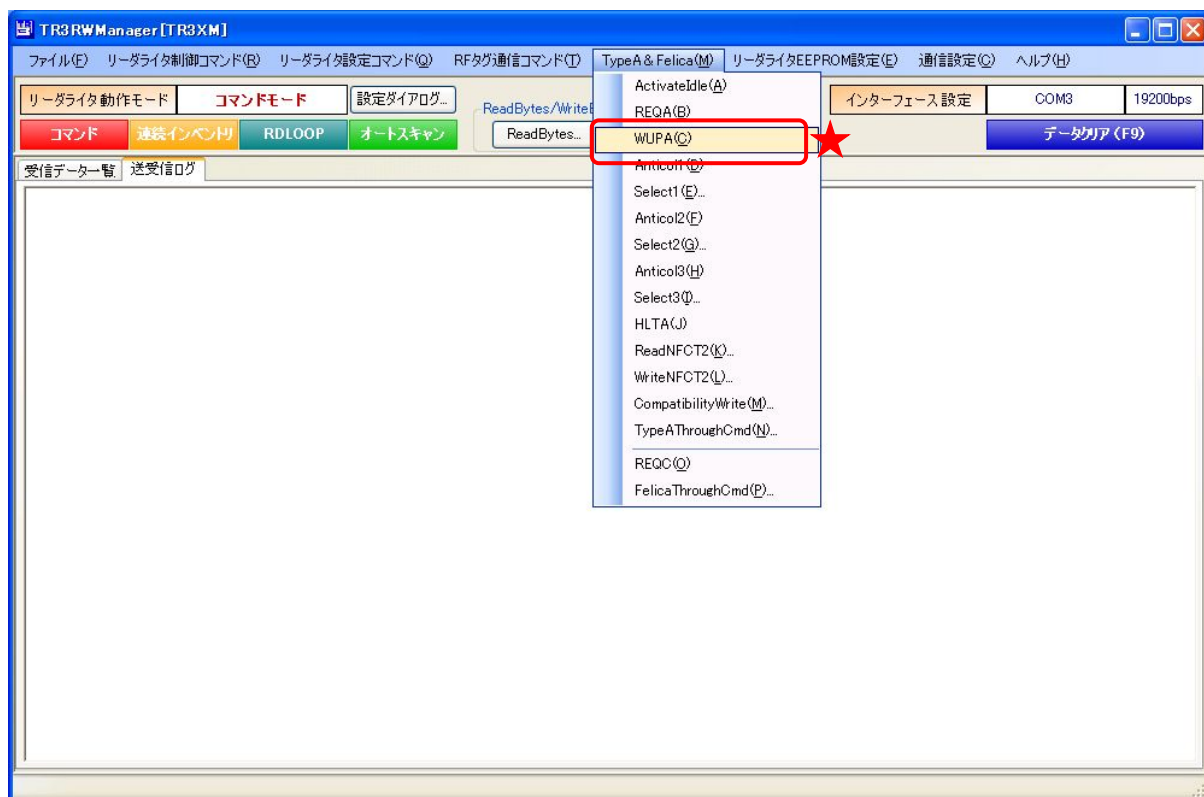 TR3RWManager[TR3XM]
ファイル(F) リーダライタ制御コマンド(R) リーダライタ設定コマンド(Q) RFタグ通信コマンド(T) TypeA&Felica(M) リーダライタEEPROM設定(E) 通信設定(C) ヘルプ(H)
リーダライタ動作モード コマンドモード 設定ダイアログ... ReadBytes/Write インターフェース設定 COM3 19200bps
コマンド 連続インベントリ RDLOOP オートスキャン ReadBytes... データクリア(F9)
受信データ一覧 送受信ログ
ActivateIdle(A)
REQA(B)
WUPA(C)
Anticol1(D)
Select1(E)...
Anticol2(F)
Select2(G)...
Anticol3(H)
Select3(I)...
HLTA(J)
ReadNFCT2(K)...
WriteNFCT2(L)...
CompatibilityWrite(M)...
TypeAThroughCmd(N)...
REQC(O)
FelicaThroughCmd(P)...